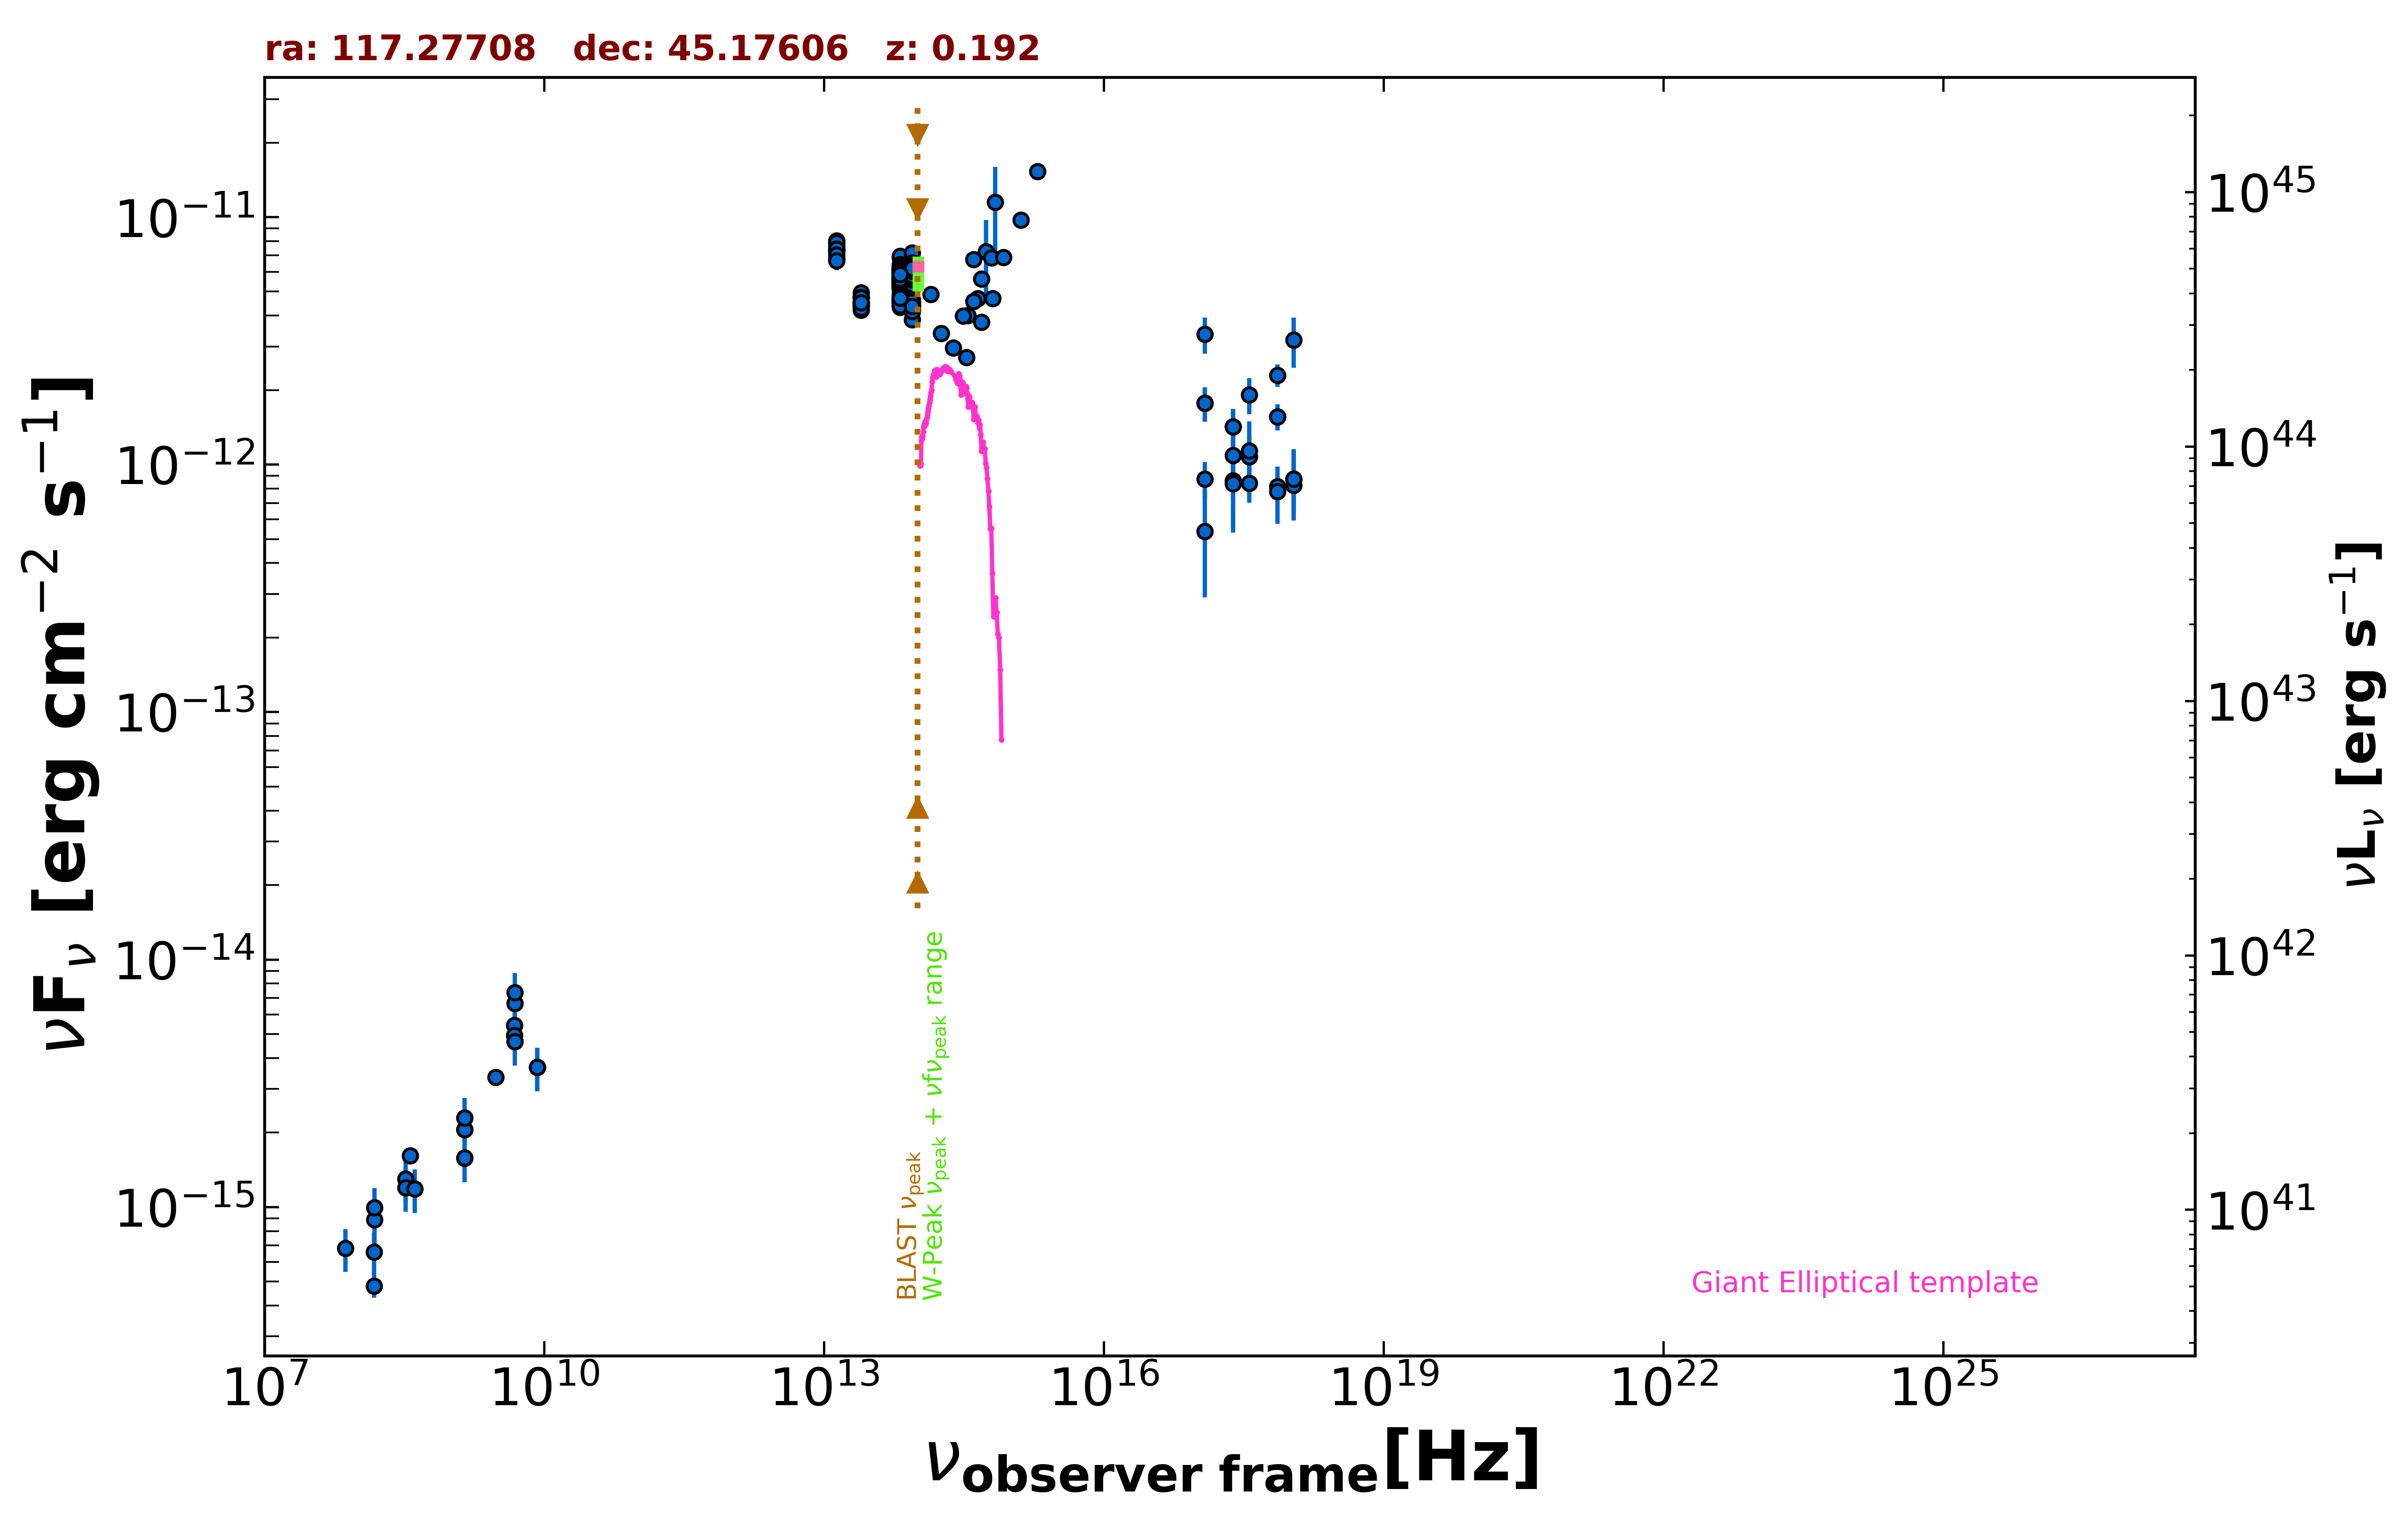 ra: 117.27708 dec: 45.17606 z: 0.192
νFν [erg cm−2 s−1]
10−11
10−12
10−13
10−14
10−15
1045
1044
1043
1042
1041
νLν [erg s−1]
BLAST νpeak
W-Peak νpeak + νfνpeak range
Giant Elliptical template
107
1010
1013
1016
1019
1022
1025
νobserver frame[Hz]